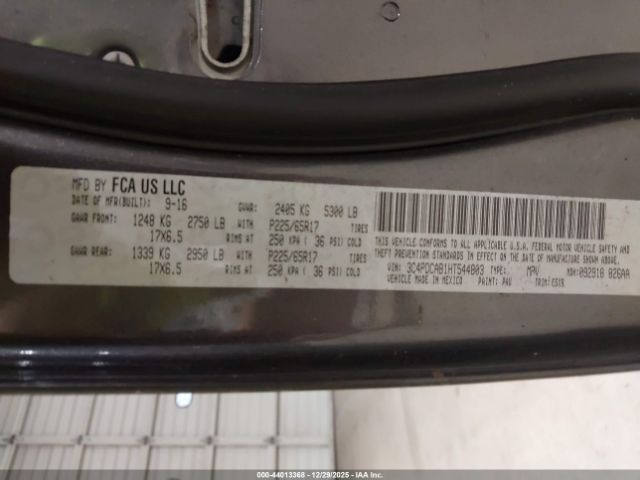 MFD BY FCA US LLC
DATE OF MFR(BUILT): 9-16 GVWR: 2405 KG 5300 LB
GAWR FRONT: 1248 KG 2750 LB WITH P225/65R17 TIRES
17X6.5 RIMS AT 250 KPA ( 36 PSI) COLD
GAWR REAR: 1339 KG 2950 LB WITH P225/65R17 TIRES
17X6.5 RIMS AT 250 KPA ( 36 PSI) COLD
THIS VEHICLE CONFORMS TO ALL APPLICABLE U.S.A. FEDERAL MOTOR VEHICLE SAFETY AND
THEFT PREVENTION STANDARDS IN EFFECT ON THE DATE OF MANUFACTURE SHOWN ABOVE
VIN: 3C4PDCAB1HT544803 TYPE: MPV MDH: 092918 026AA
VEHICLE MADE IN MEXICO PAINT: PAU TRIM:
000-44013368 • 12/29/2025 - IAA Inc.